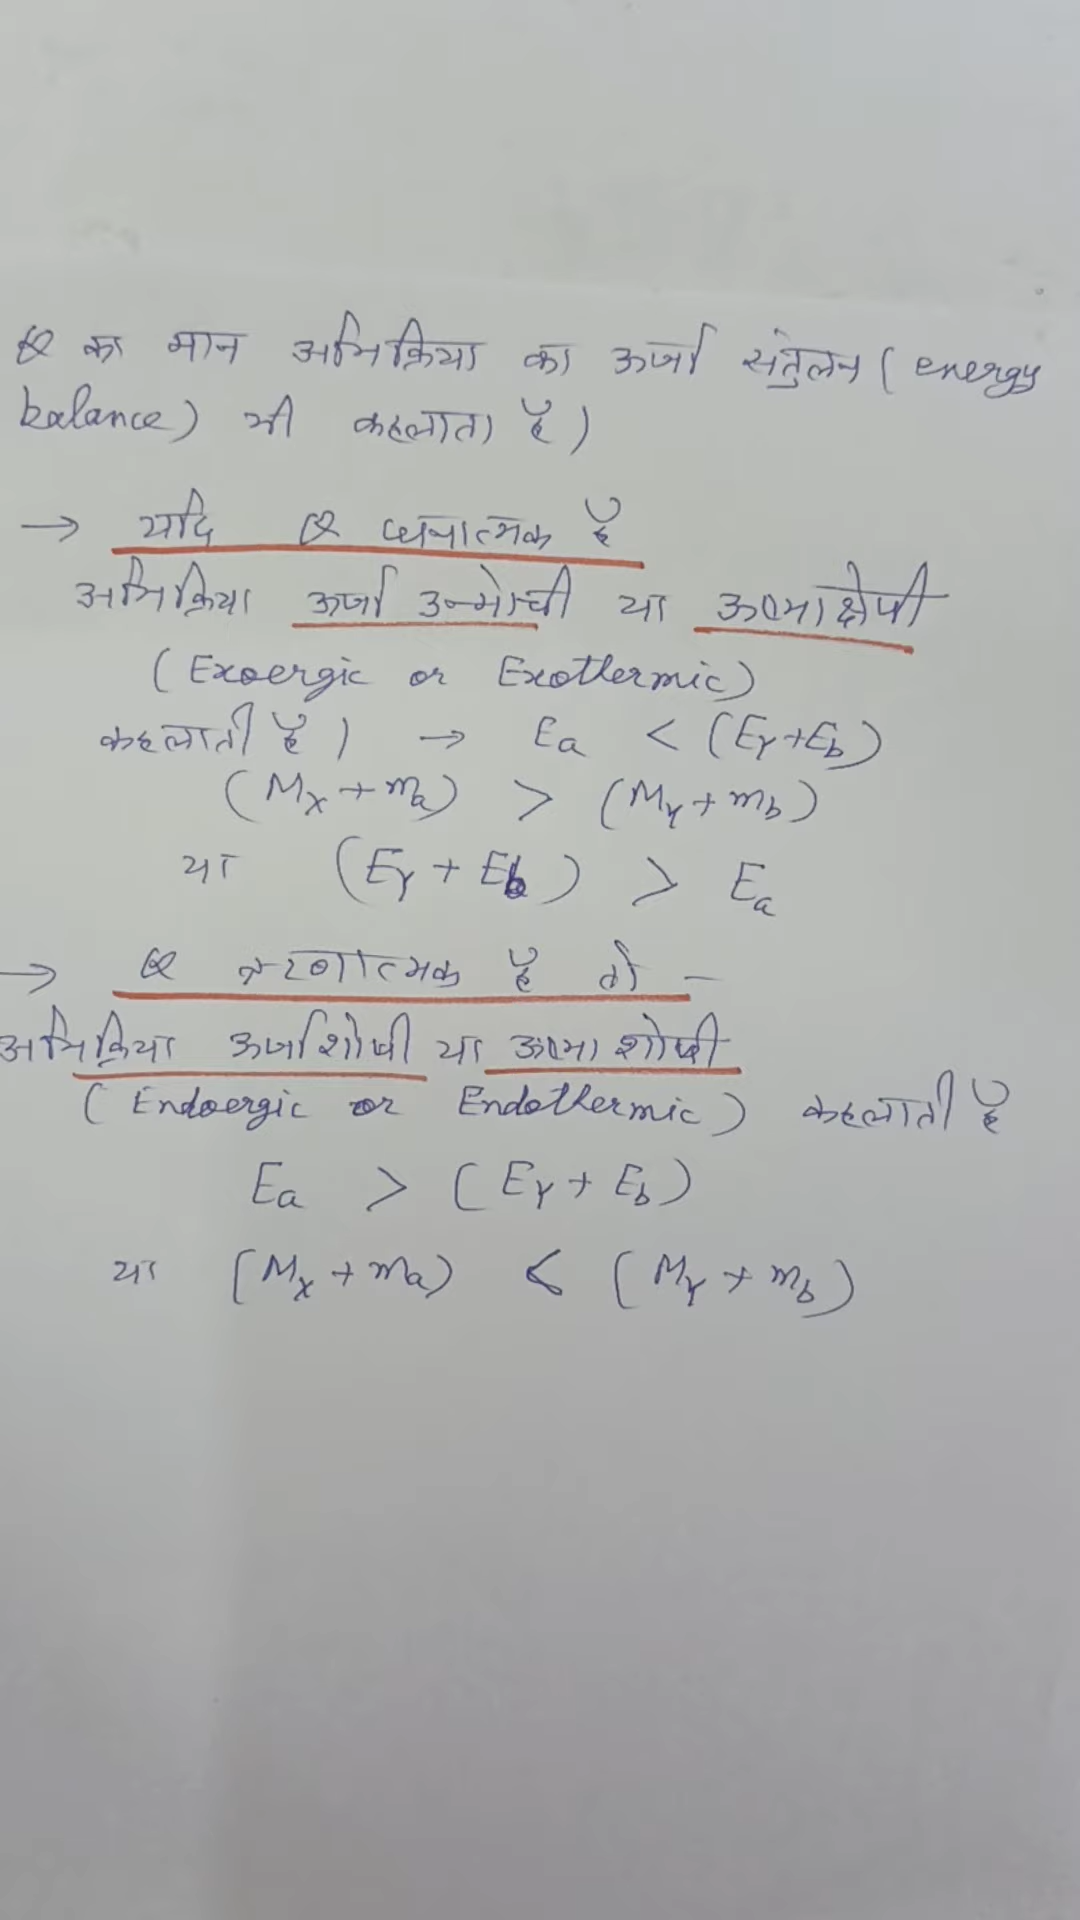 Q का मान अभिक्रिया का ऊर्जा संतुलन (energy
balance) भी कहलाता है।
→ यदि Q धनात्मक है
अभिक्रिया ऊर्जा उन्मोची या ऊष्माक्षेपी
(Exoergic or Exothermic)
कहलाती है। → Ea < (EY+Eb)
(Mx + ma) > (MY + mb)
या (EY + Eb) > Ea
→ Q ऋणात्मक है तो -
अभिक्रिया ऊर्जाशोषी या ऊष्माशोषी
(Endoergic or Endothermic) कहलाती है
Ea > (EY + Eb)
या (Mx + ma) < (MY + mb)